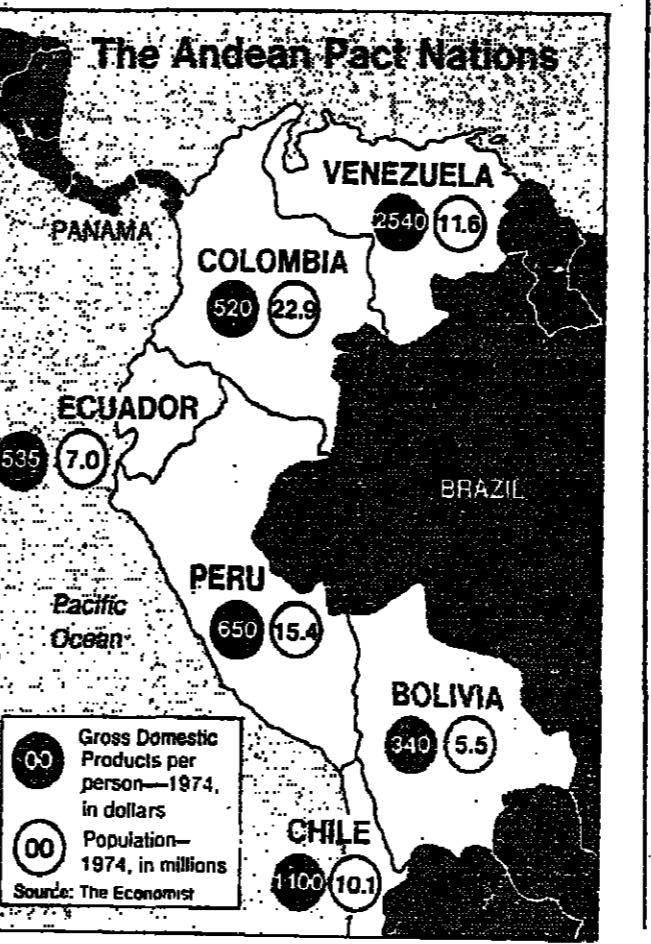 The Andean Pact Nations
VENEZUELA
2540 11.6
PANAMA
COLOMBIA
520 22.9
ECUADOR
535 7.0
BRAZIL
PERU
650 15.4
Pacific
Ocean
BOLIVIA
340 5.5
CHILE
1100 10.1
00 Gross Domestic
Products per
person—1974,
in dollars
00 Population—
1974, in millions
Source: The Economist